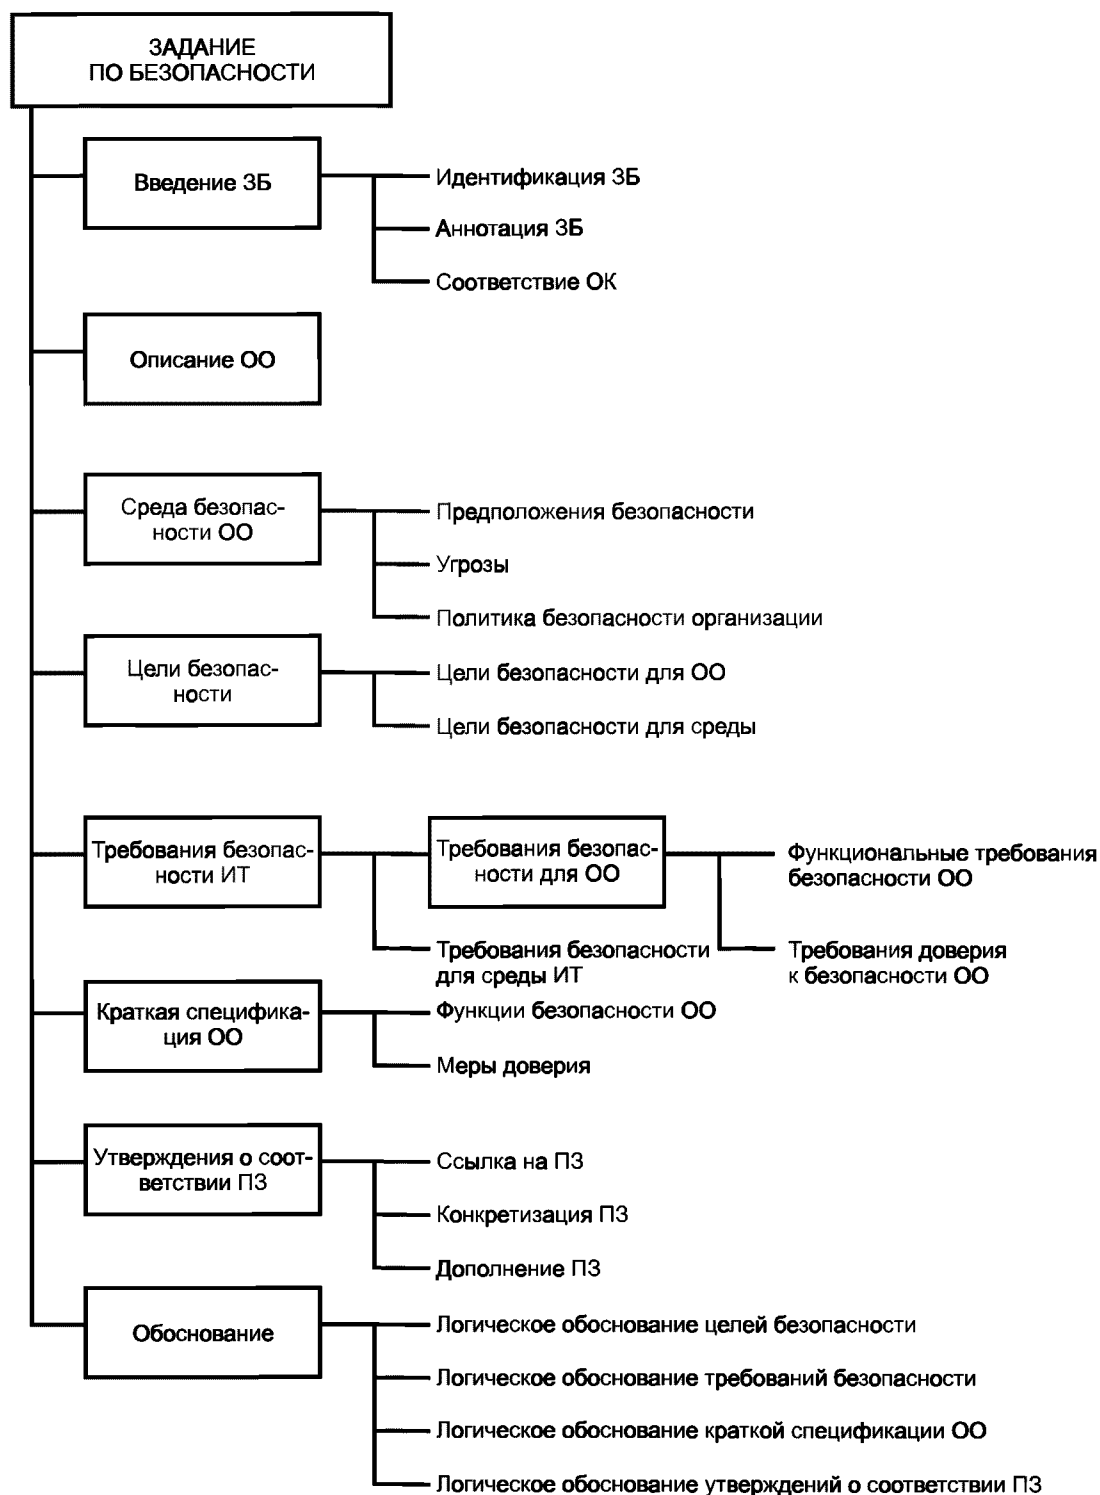 ЗАДАНИЕ
ПО БЕЗОПАСНОСТИ
Введение ЗБ
Идентификация ЗБ
Аннотация ЗБ
Соответствие ОК
Описание ОО
Среда безопас-
ности ОО
Предположения безопасности
Угрозы
Политика безопасности организации
Цели безопас-
ности
Цели безопасности для ОО
Цели безопасности для среды
Требования безопас-
ности ИТ
Требования безопас-
ности для ОО
Функциональные требования
безопасности ОО
Требования безопасности
для среды ИТ
Требования доверия
к безопасности ОО
Краткая специфика-
ция ОО
Функции безопасности ОО
Меры доверия
Утверждения о соот-
ветствии ПЗ
Ссылка на ПЗ
Конкретизация ПЗ
Дополнение ПЗ
Обоснование
Логическое обоснование целей безопасности
Логическое обоснование требований безопасности
Логическое обоснование краткой спецификации ОО
Логическое обоснование утверждений о соответствии ПЗ